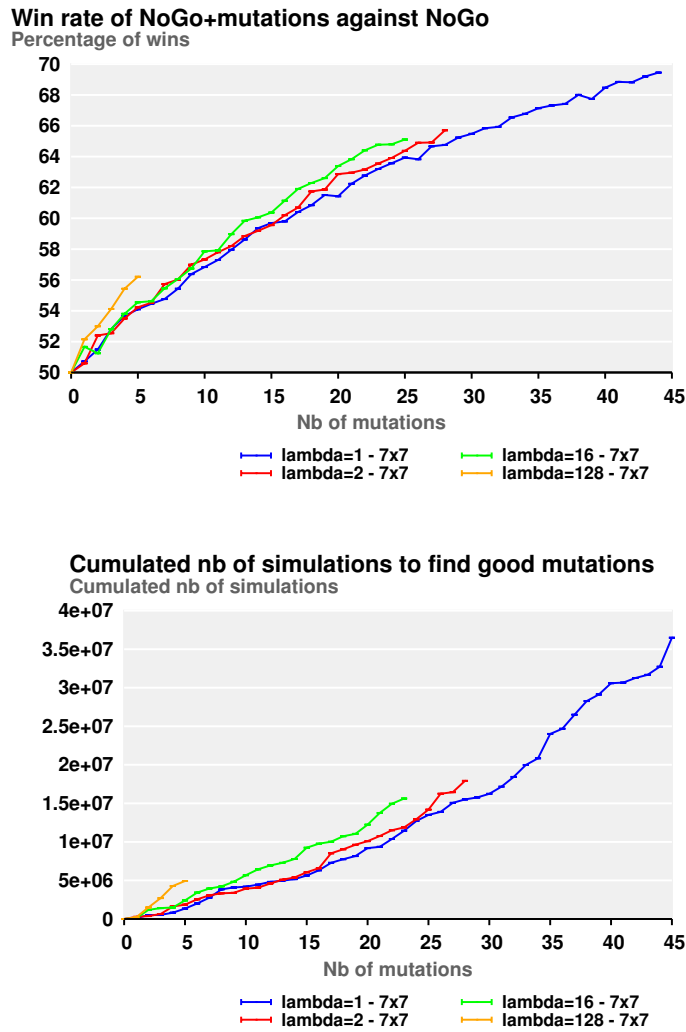 Win rate of NoGo+mutations against NoGo
Percentage of wins
70
68
66
64
62
60
58
56
54
52
50
0 5 10 15 20 25 30 35 40 45
Nb of mutations
lambda=1 - 7x7 lambda=16 - 7x7
lambda=2 - 7x7 lambda=128 - 7x7
Cumulated nb of simulations to find good mutations
Cumulated nb of simulations
4e+07
3.5e+07
3e+07
2.5e+07
2e+07
1.5e+07
1e+07
5e+06
0
0 5 10 15 20 25 30 35 40 45
Nb of mutations
lambda=1 - 7x7 lambda=16 - 7x7
lambda=2 - 7x7 lambda=128 - 7x7